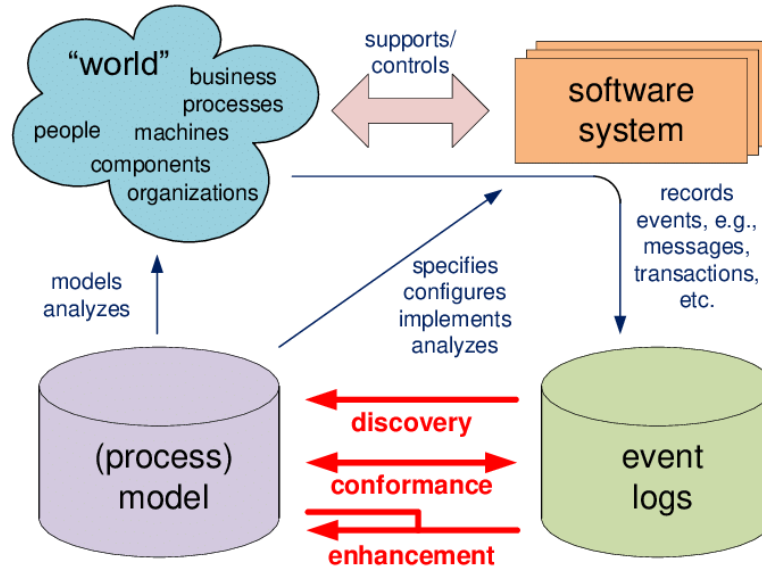 “world”
business
processes
people
machines
components
organizations
supports/
controls
software
system
records
events, e.g.,
messages,
transactions,
etc.
models
analyzes
specifies
configures
implements
analyzes
(process)
model
discovery
conformance
enhancement
event
logs